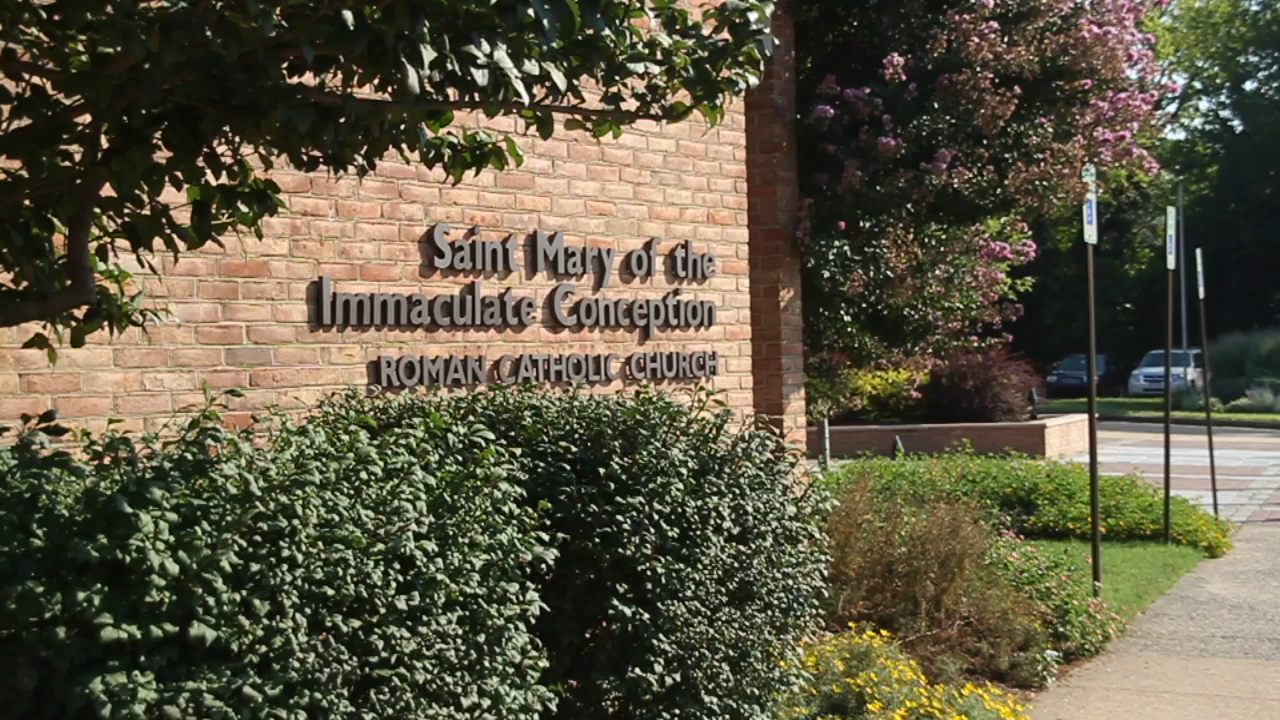 Saint Mary of the
Immaculate Conception
ROMAN CATHOLIC CHURCH